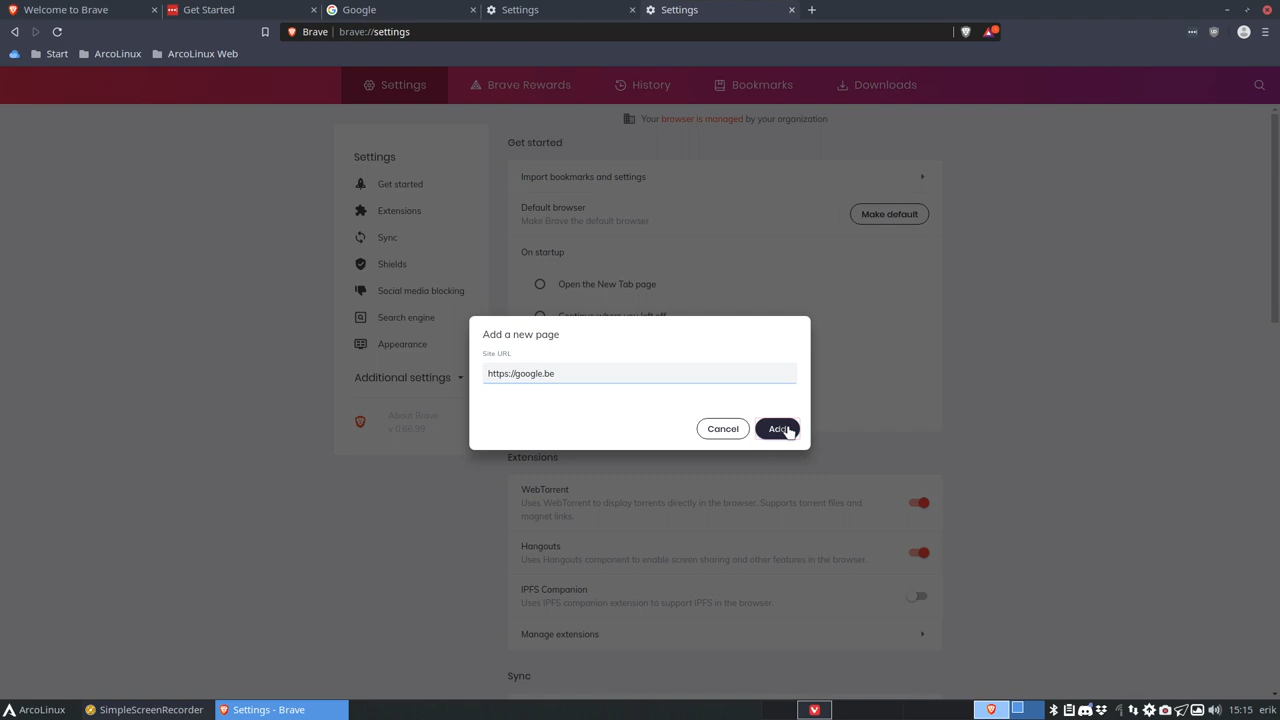 Welcome to Brave
Get Started
Google
Settings
Settings
Brave
brave://settings
1
Start
ArcoLinux
ArcoLinux Web
Settings
Brave Rewards
History
Bookmarks
Downloads
Your browser is managed by your organization
Settings
Get started
Extensions
Sync
Shields
Social media blocking
Search engine
Appearance
Additional settings
About Brave
v 0.66.99
Get started
Import bookmarks and settings
Default browser
Make Brave the default browser
Make default
On startup
Open the New Tab page
Continue where you left off
Add a new page
Site URL
https://google.be
Cancel
Add
Extensions
WebTorrent
Uses WebTorrent to display torrents directly in the browser. Supports torrent files and
magnet links.
Hangouts
Uses Hangouts component to enable screen sharing and other features in the browser.
IPFS Companion
Uses IPFS companion extension to support IPFS in the browser.
Manage extensions
Sync
ArcoLinux
SimpleScreenRecorder
Settings - Brave
15:15
erik